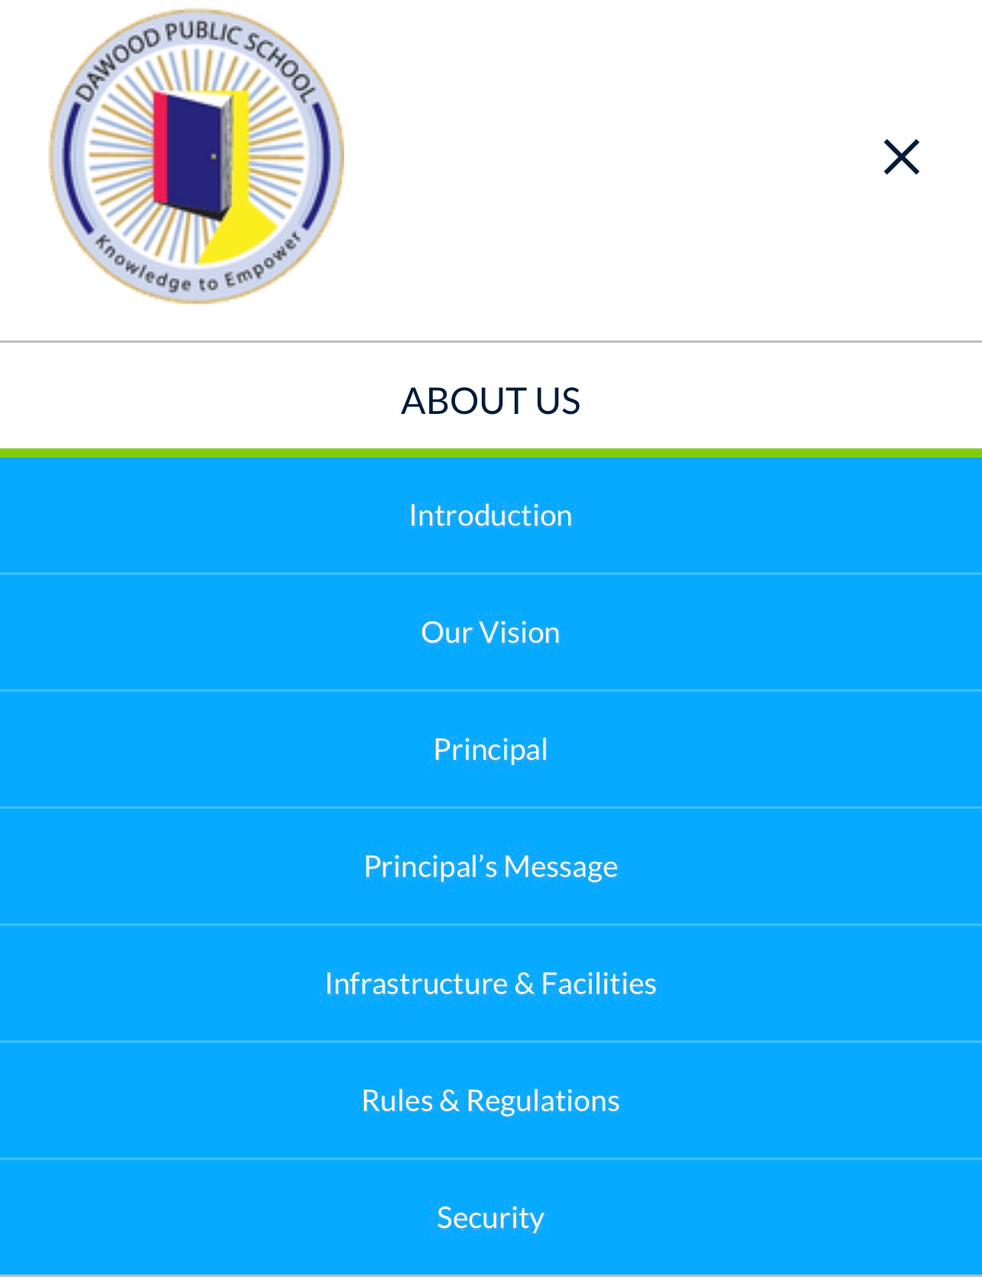 DAWOOD PUBLIC SCHOOL
Knowledge to Empower
ABOUT US
Introduction
Our Vision
Principal
Principal’s Message
Infrastructure & Facilities
Rules & Regulations
Security